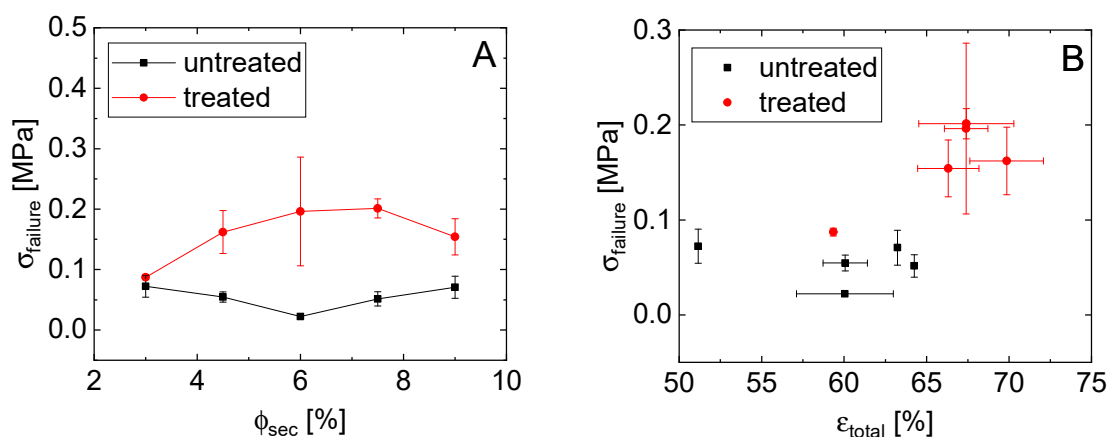 A
untreated
treated
0.5
0.4
0.3
0.2
0.1
0.0
σfailure [MPa]
2 4 6 8 10
ϕsec [%]
B
untreated
treated
0.3
0.2
0.1
0.0
σfailure [MPa]
50 55 60 65 70 75
εtotal [%]